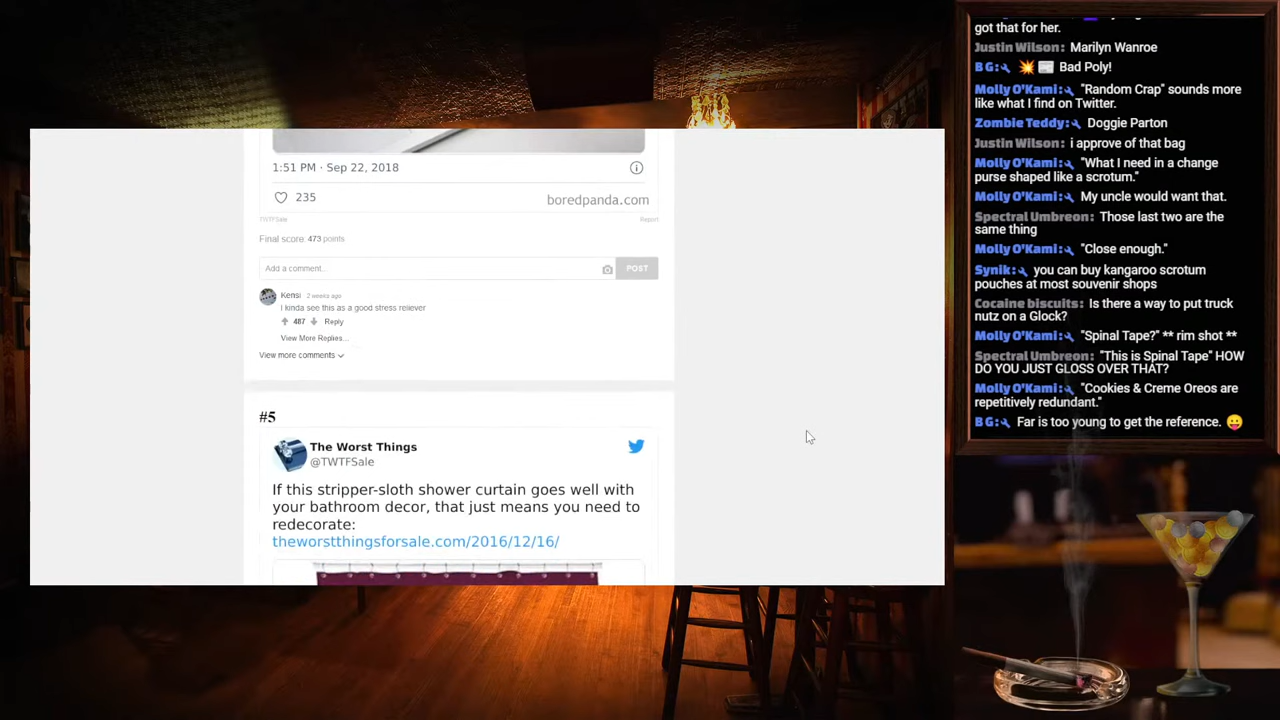 1:51 PM · Sep 22, 2018
235
boredpanda.com
TWTFSale
Report
Final score: 473 points
Add a comment...
POST
Kensi 2 weeks ago
I kinda see this as a good stress reliever
487 Reply
View More Replies...
View more comments
#5
The Worst Things
@TWTFSale
If this stripper-sloth shower curtain goes well with
your bathroom decor, that just means you need to
redecorate:
theworstthingsforsale.com/2016/12/16/
got that for her.
Justin Wilson: Marilyn Wanroe
BG: Bad Poly!
Molly O'Kami: "Random Crap" sounds more
like what I find on Twitter.
Zombie Teddy: Doggie Parton
Justin Wilson: i approve of that bag
Molly O'Kami: "What I need in a change
purse shaped like a scrotum."
Molly O'Kami: My uncle would want that.
Spectral Umbreon: Those last two are the
same thing
Molly O'Kami: "Close enough."
Synik: you can buy kangaroo scrotum
pouches at most souvenir shops
Cocaine biscuits: Is there a way to put truck
nutz on a Glock?
Molly O'Kami: "Spinal Tape?" ** rim shot **
Spectral Umbreon: "This is Spinal Tape" HOW
DO YOU JUST GLOSS OVER THAT?
Molly O'Kami: "Cookies & Creme Oreos are
repetitively redundant."
BG: Far is too young to get the reference. 😛